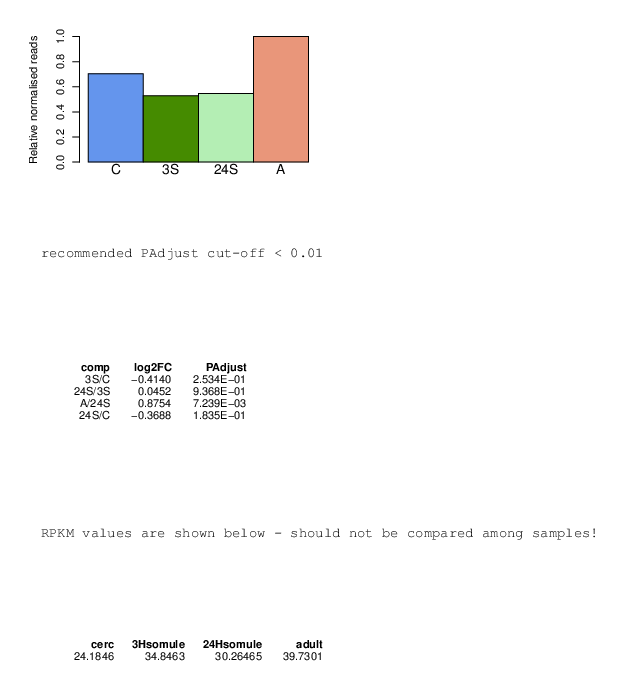 Relative normalised reads
1.0
0.8
0.6
0.4
0.2
0.0
C 3S 24S A
recommended PAdjust cut-off < 0.01
comp log2FC PAdjust
3S/C −0.4140 2.534E−01
24S/3S 0.0452 9.368E−01
A/24S 0.8754 7.239E−03
24S/C −0.3688 1.835E−01
RPKM values are shown below - should not be compared among samples!
cerc 3Hsomule 24Hsomule adult
24.1846 34.8463 30.26465 39.7301